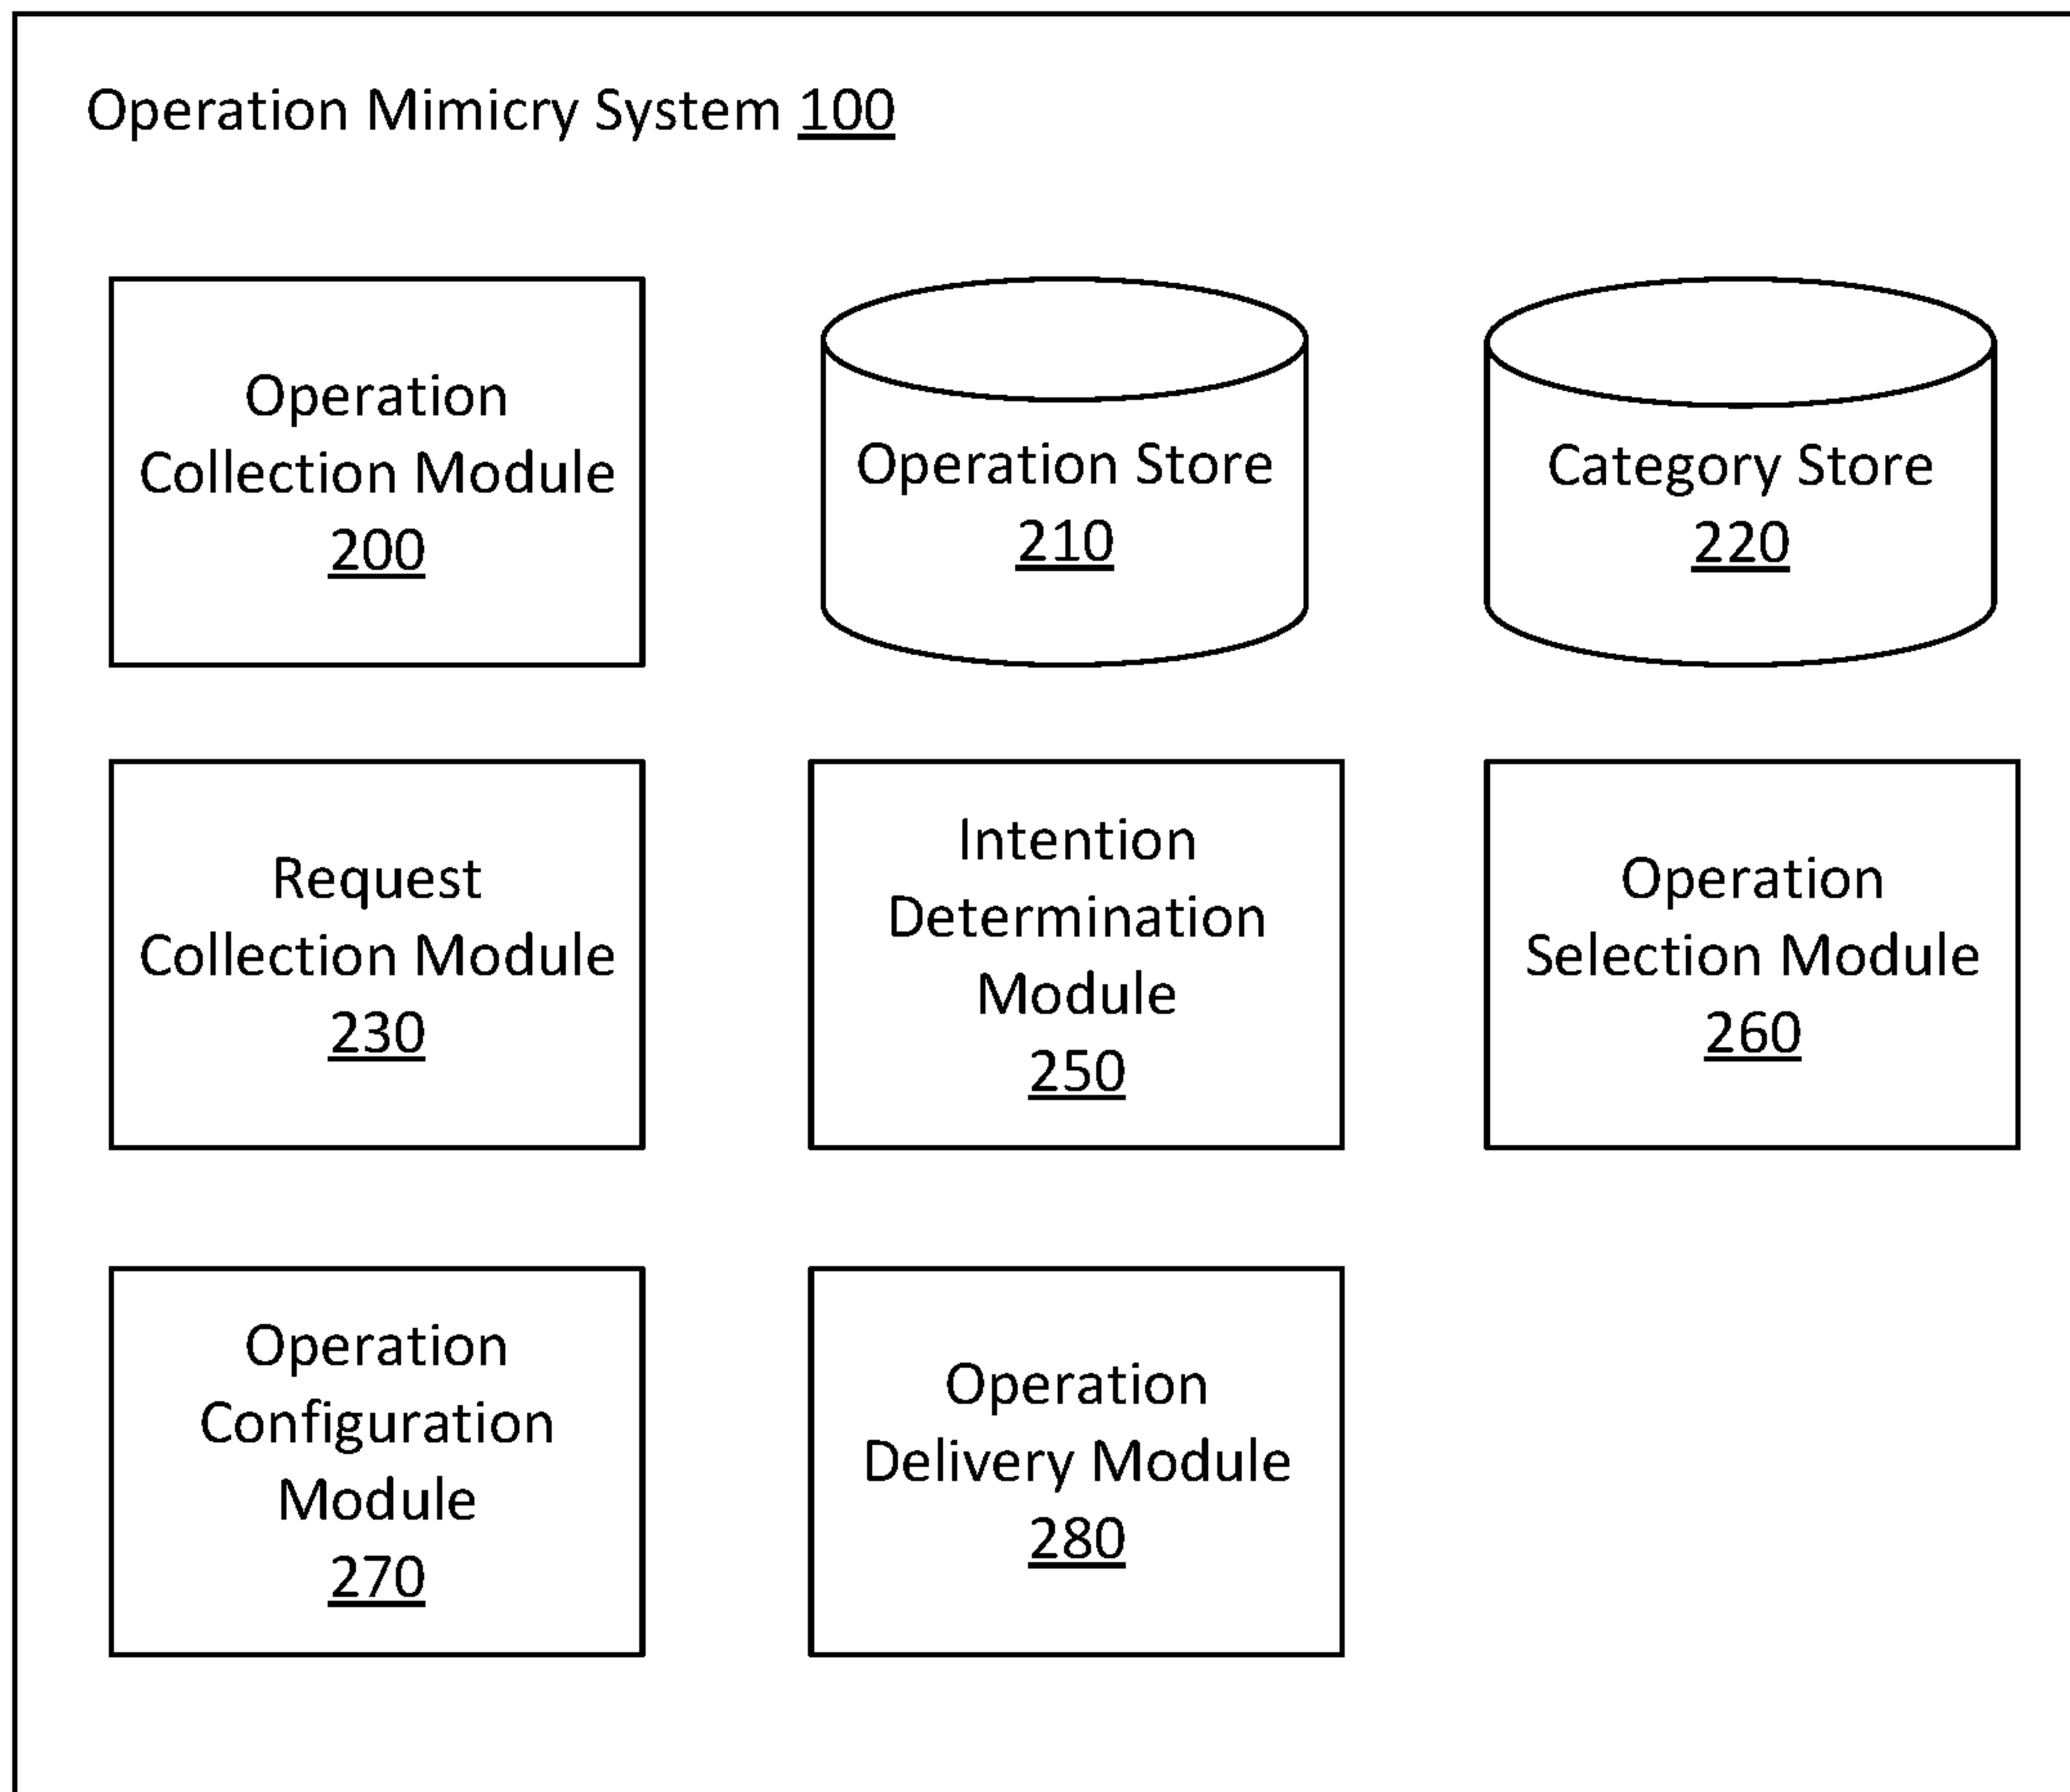 Operation Mimicry System 100
Operation
Collection Module
200
Operation Store
210
Category Store
220
Request
Collection Module
230
Intention
Determination
Module
250
Operation
Selection Module
260
Operation
Configuration
Module
270
Operation
Delivery Module
280